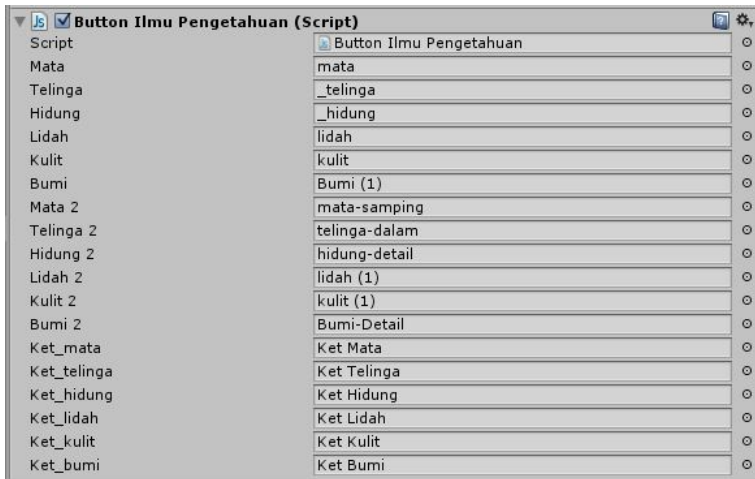 Js Button Ilmu Pengetahuan (Script)
Script Button Ilmu Pengetahuan
Mata mata
Telinga _telinga
Hidung _hidung
Lidah lidah
Kulit kulit
Bumi Bumi (1)
Mata 2 mata-samping
Telinga 2 telinga-dalam
Hidung 2 hidung-detail
Lidah 2 lidah (1)
Kulit 2 kulit (1)
Bumi 2 Bumi-Detail
Ket_mata Ket Mata
Ket_telinga Ket Telinga
Ket_hidung Ket Hidung
Ket_lidah Ket Lidah
Ket_kulit Ket Kulit
Ket_bumi Ket Bumi